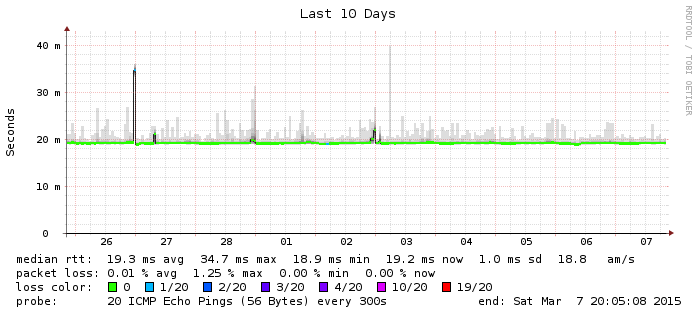 Last 10 Days
RRDTOOL / TOBI OETIKER
Seconds
40 m
30 m
20 m
10 m
0
26 27 28 01 02 03 04 05 06 07
median rtt: 19.3 ms avg 34.7 ms max 18.9 ms min 19.2 ms now 1.0 ms sd 18.8 am/s
packet loss: 0.01 % avg 1.25 % max 0.00 % min 0.00 % now
loss color: 0 1/20 2/20 3/20 4/20 10/20 19/20
probe: 20 ICMP Echo Pings (56 Bytes) every 300s end: Sat Mar 7 20:05:08 2015